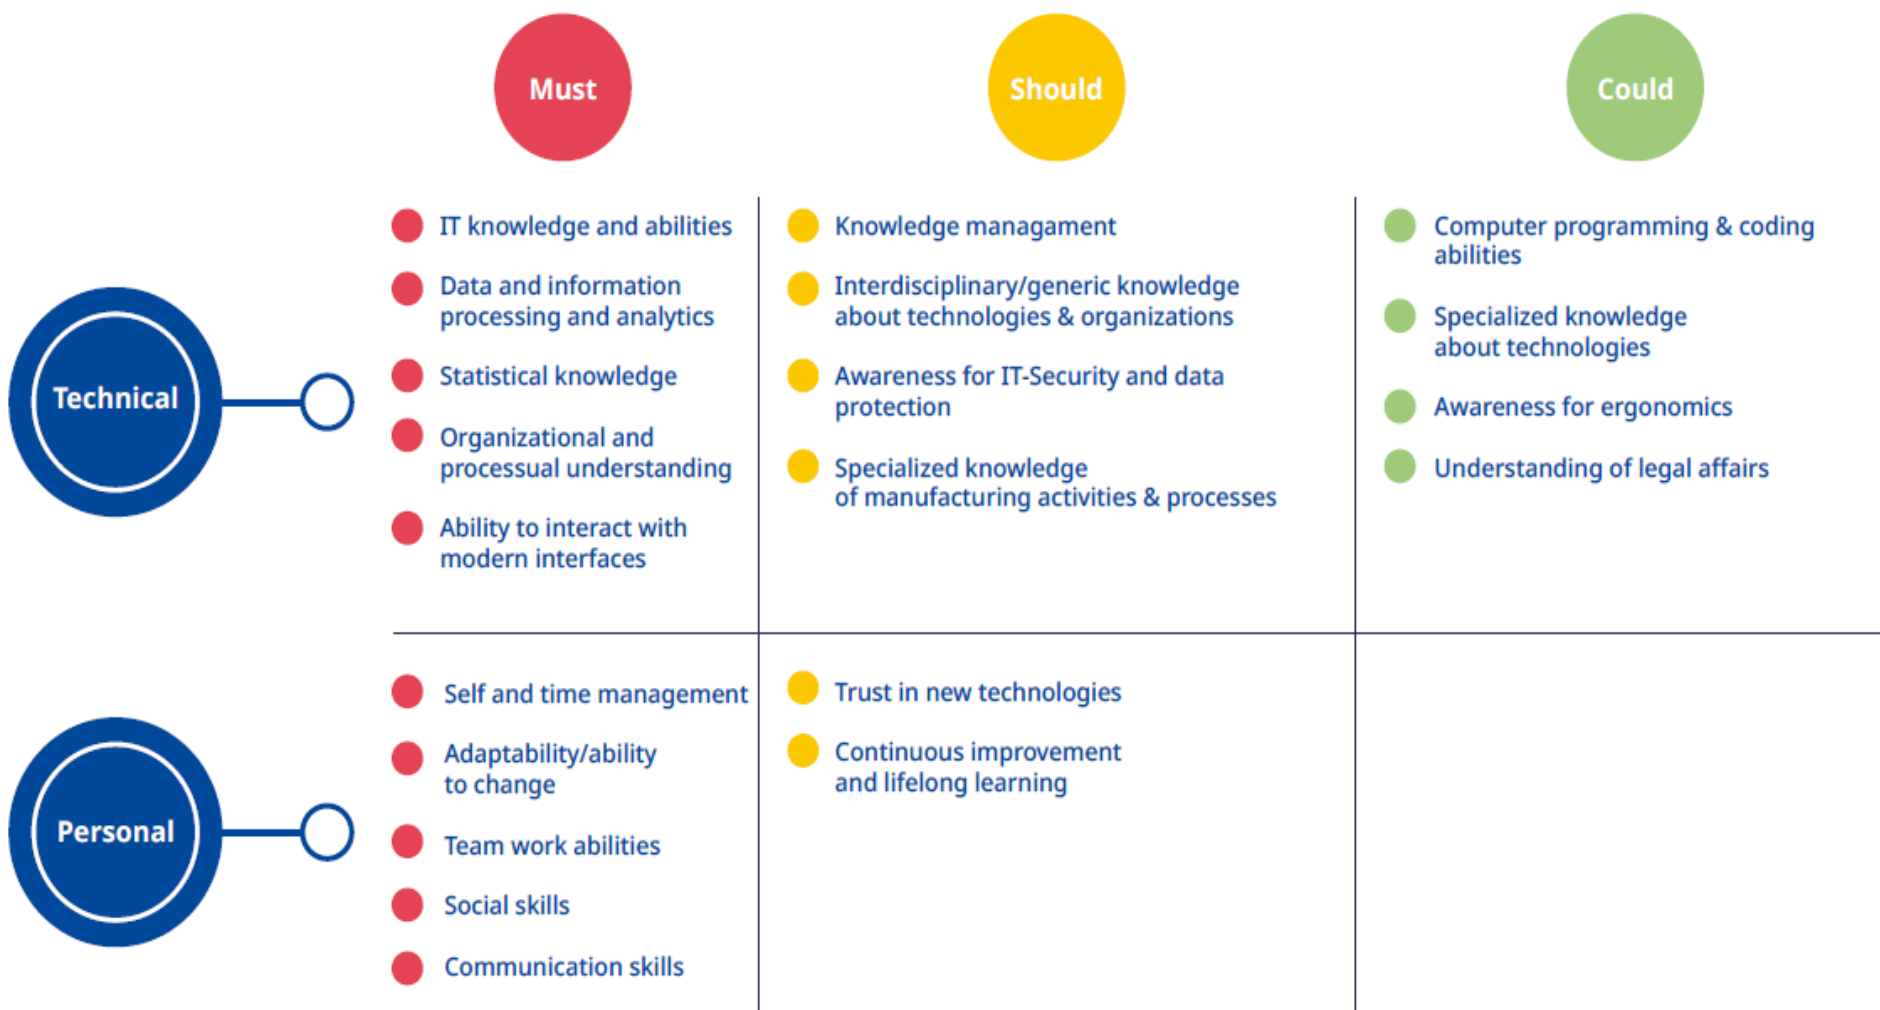 Must
Should
Could
Technical
IT knowledge and abilities
Data and information
processing and analytics
Statistical knowledge
Organizational and
processual understanding
Ability to interact with
modern interfaces
Knowledge managament
Interdisciplinary/generic knowledge
about technologies & organizations
Awareness for IT-Security and data
protection
Specialized knowledge
of manufacturing activities & processes
Computer programming & coding
abilities
Specialized knowledge
about technologies
Awareness for ergonomics
Understanding of legal affairs
Personal
Self and time management
Adaptability/ability
to change
Team work abilities
Social skills
Communication skills
Trust in new technologies
Continuous improvement
and lifelong learning